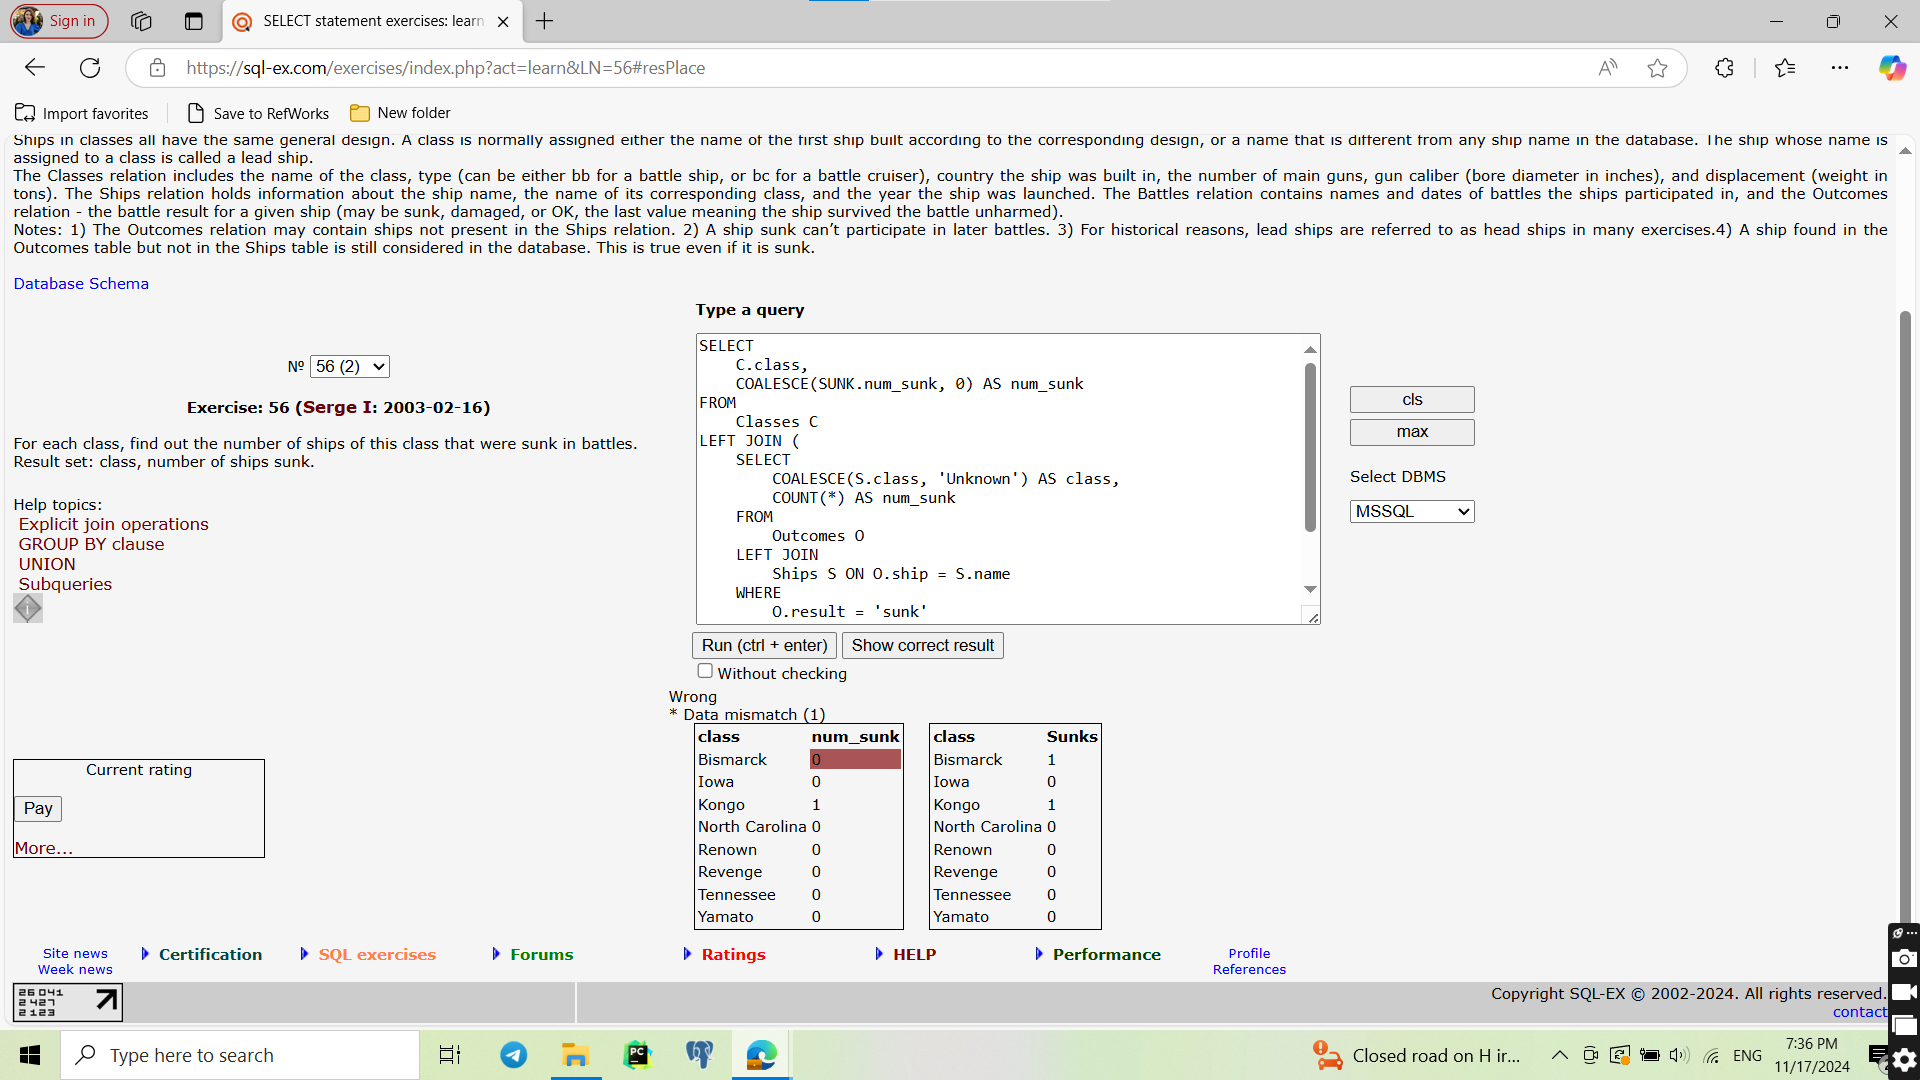 Sign in
SELECT statement exercises: learn
https://sql-ex.com/exercises/index.php?act=learn&LN=56#resPlace
Import favorites
Save to RefWorks
New folder
Ships in classes all have the same general design. A class is normally assigned either the name of the first ship built according to the corresponding design, or a name that is different from any ship name in the database. The ship whose name is
assigned to a class is called a lead ship.
The Classes relation includes the name of the class, type (can be either bb for a battle ship, or bc for a battle cruiser), country the ship was built in, the number of main guns, gun caliber (bore diameter in inches), and displacement (weight in
tons). The Ships relation holds information about the ship name, the name of its corresponding class, and the year the ship was launched. The Battles relation contains names and dates of battles the ships participated in, and the Outcomes
relation - the battle result for a given ship (may be sunk, damaged, or OK, the last value meaning the ship survived the battle unharmed).
Notes: 1) The Outcomes relation may contain ships not present in the Ships relation. 2) A ship sunk can’t participate in later battles. 3) For historical reasons, lead ships are referred to as head ships in many exercises.4) A ship found in the
Outcomes table but not in the Ships table is still considered in the database. This is true even if it is sunk.
Database Schema
№ 56 (2)
Exercise: 56 (Serge I: 2003-02-16)
For each class, find out the number of ships of this class that were sunk in battles.
Result set: class, number of ships sunk.
Help topics:
Explicit join operations
GROUP BY clause
UNION
Subqueries
Current rating
Pay
More...
Type a query
SELECT
C.class,
COALESCE(SUNK.num_sunk, 0) AS num_sunk
FROM
Classes C
LEFT JOIN (
SELECT
COALESCE(S.class, 'Unknown') AS class,
COUNT(*) AS num_sunk
FROM
Outcomes O
LEFT JOIN
Ships S ON O.ship = S.name
WHERE
O.result = 'sunk'
cls
max
Select DBMS
MSSQL
Run (ctrl + enter)
Show correct result
Without checking
Wrong
* Data mismatch (1)
class num_sunk
Bismarck 0
Iowa 0
Kongo 1
North Carolina 0
Renown 0
Revenge 0
Tennessee 0
Yamato 0
class Sunks
Bismarck 1
Iowa 0
Kongo 1
North Carolina 0
Renown 0
Revenge 0
Tennessee 0
Yamato 0
Site news
Week news
Certification
SQL exercises
Forums
Ratings
HELP
Performance
Profile
References
26 041
2 427
2 123
Copyright SQL-EX © 2002-2024. All rights reserved.
contact
Type here to search
PC
Closed road on H ir...
ENG
7:36 PM
11/17/2024